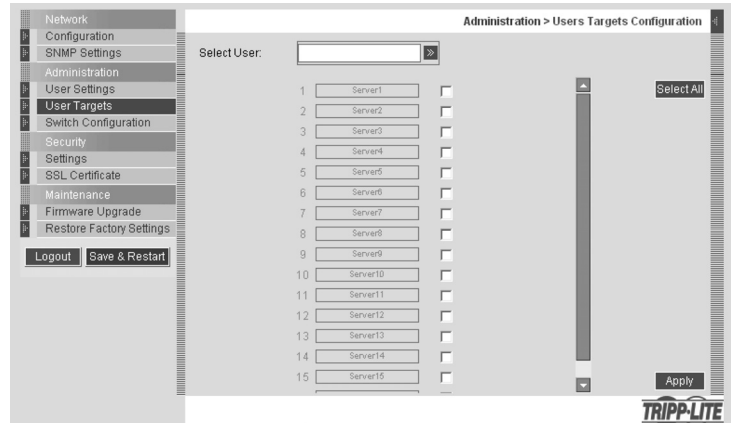 Network
Configuration
SNMP Settings
Administration
User Settings
User Targets
Switch Configuration
Security
Settings
SSL Certificate
Maintenance
Firmware Upgrade
Restore Factory Settings
Logout Save & Restart
Administration > Users Targets Configuration
Select User:
1 Server1
2 Server2
3 Server3
4 Server4
5 Server5
6 Server6
7 Server7
8 Server8
9 Server9
10 Server10
11 Server11
12 Server12
13 Server13
14 Server14
15 Server15
Select All
Apply
TRIPP·LITE